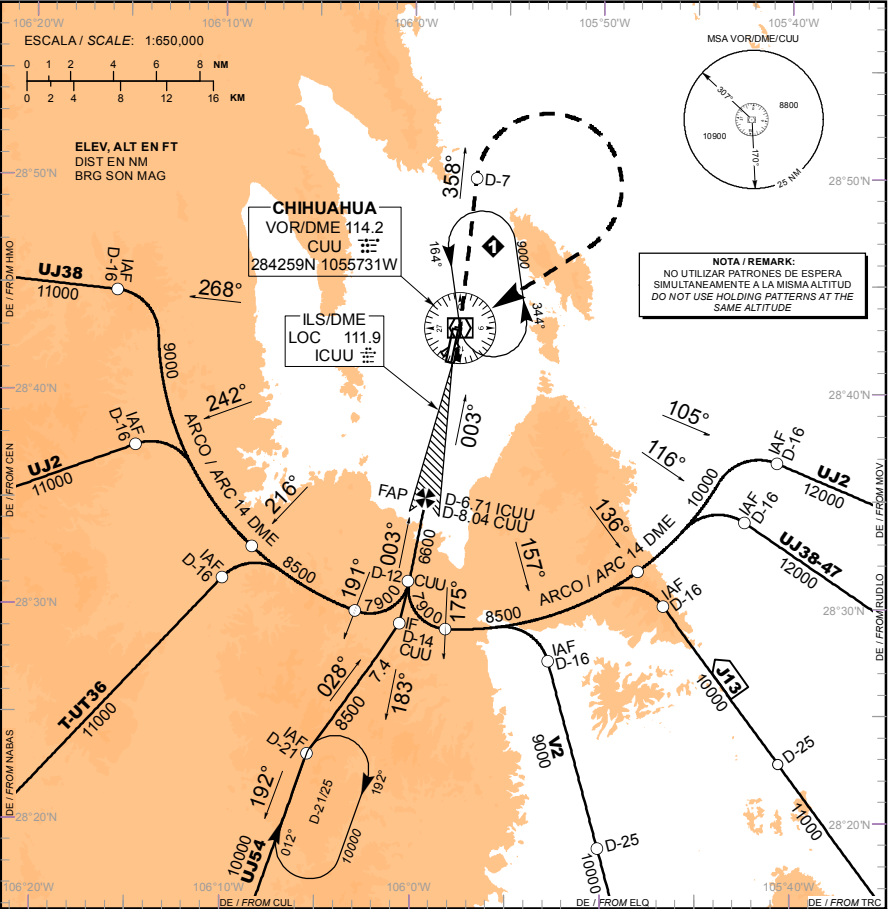 106°20'W
106°10'W
106°0'W
105°50'W
105°40'W
ESCALA / SCALE: 1:650,000
0 1 2 4 6 8 NM
0 2 4 8 12 16 KM
ELEV, ALT EN FT
DIST EN NM
BRG SON MAG
MSA VOR/DME/CUU
307°
8800
10900
170°
25 NM
28°50'N
28°50'N
358°
D-7
CHIHUAHUA
VOR/DME 114.2
CUU
284259N 1055731W
164°
1
9000
344°
NOTA / REMARK:
NO UTILIZAR PATRONES DE ESPERA
SIMULTANEAMENTE A LA MISMA ALTITUD
DO NOT USE HOLDING PATTERNS AT THE
SAME ALTITUDE
DE / FROM HMO
UJ38
11000
IAF
D-16
268°
ILS/DME
LOC 111.9
ICUU
27
9
9000
28°40'N
28°40'N
242°
003°
105°
116°
IAF
D-16
UJ2
11000
DE / FROM CEN
ARCO / ARC 14 DME
216°
FAP
D-6.71 ICUU
D-8.04 CUU
136°
10000
IAF
D-16
UJ2
12000
DE / FROM MOV
IAF
D-16
UJ38-47
12000
DE / FROM RUDLO
003°
6600
157°
ARCO / ARC 14 DME
IAF
D-16
8500
191°
D-12
CUU
7900
7900
175°
8500
28°30'N
28°30'N
IAF
D-16
IF
D-14
CUU
IAF
D-16
028°
7.4
8500
183°
T-UT36
11000
DE / FROM NABAS
J13
10000
V2
9000
IAF
D-21
192°
D-21/25
192°
012°
10000
D-25
11000
28°20'N
28°20'N
10000
UJ54
D-25
10000
106°20'W
106°10'W
106°0'W
105°40'W
DE / FROM CUL
DE / FROM ELQ
DE / FROM TRC